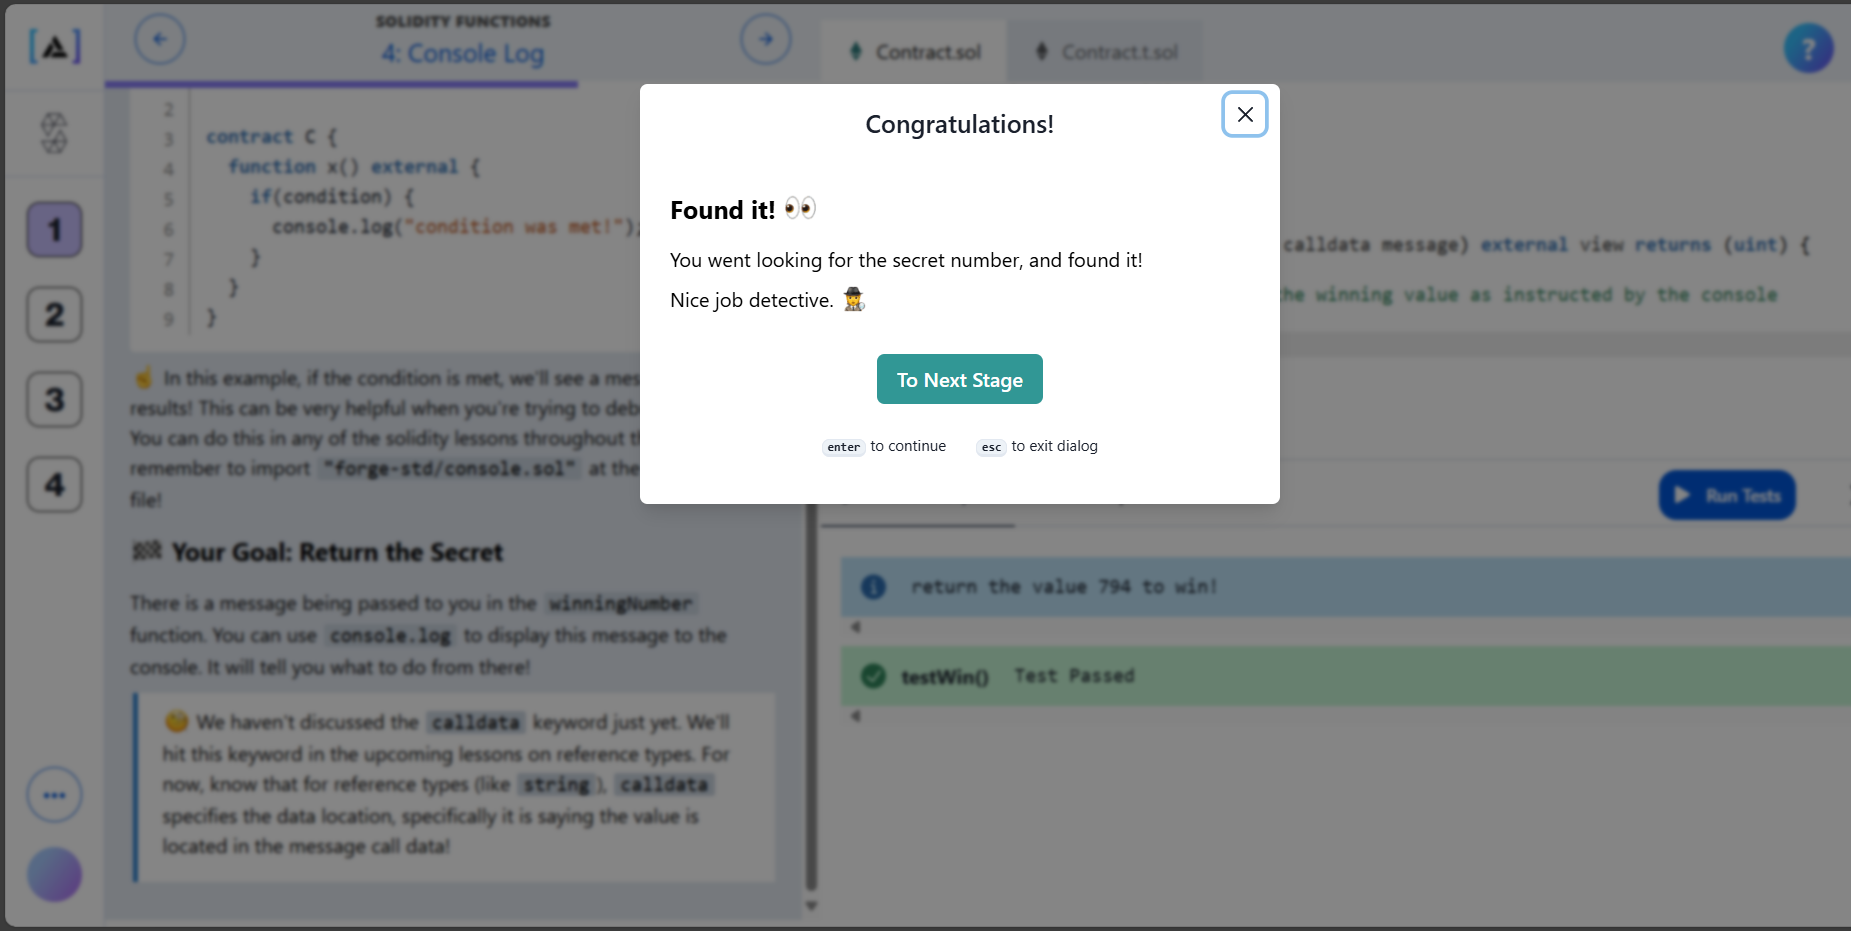 SOLIDITY FUNCTIONS
4: Console Log
Contract.sol
Contract.t.sol
?
1
2
3
4
2
3 contract C {
4 function x() external {
5 if(condition) {
6 console.log("condition was met!");
7 }
8 }
9 }
In this example, if the condition is met, we'll see a
results! This can be very helpful when you're trying to
You can do this in any of the solidity lessons throughout
remember to import "forge-std/console.sol" at the
file!
Your Goal: Return the Secret
There is a message being passed to you in the winningNumber
function. You can use console.log to display this message to the
console. It will tell you what to do from there!
We haven't discussed the calldata keyword just yet. We'll
hit this keyword in the upcoming lessons on reference types. For
now, know that for reference types (like string), calldata
specifies the data location, specifically it is saying the value is
located in the message call data!
Congratulations!
Found it! 👀
You went looking for the secret number, and found it!
Nice job detective. 🕵️
To Next Stage
enter to continue esc to exit dialog
calldata message) external view returns (uint) {
the winning value as instructed by the console
Run Tests
return the value 794 to win!
testWin() Test Passed